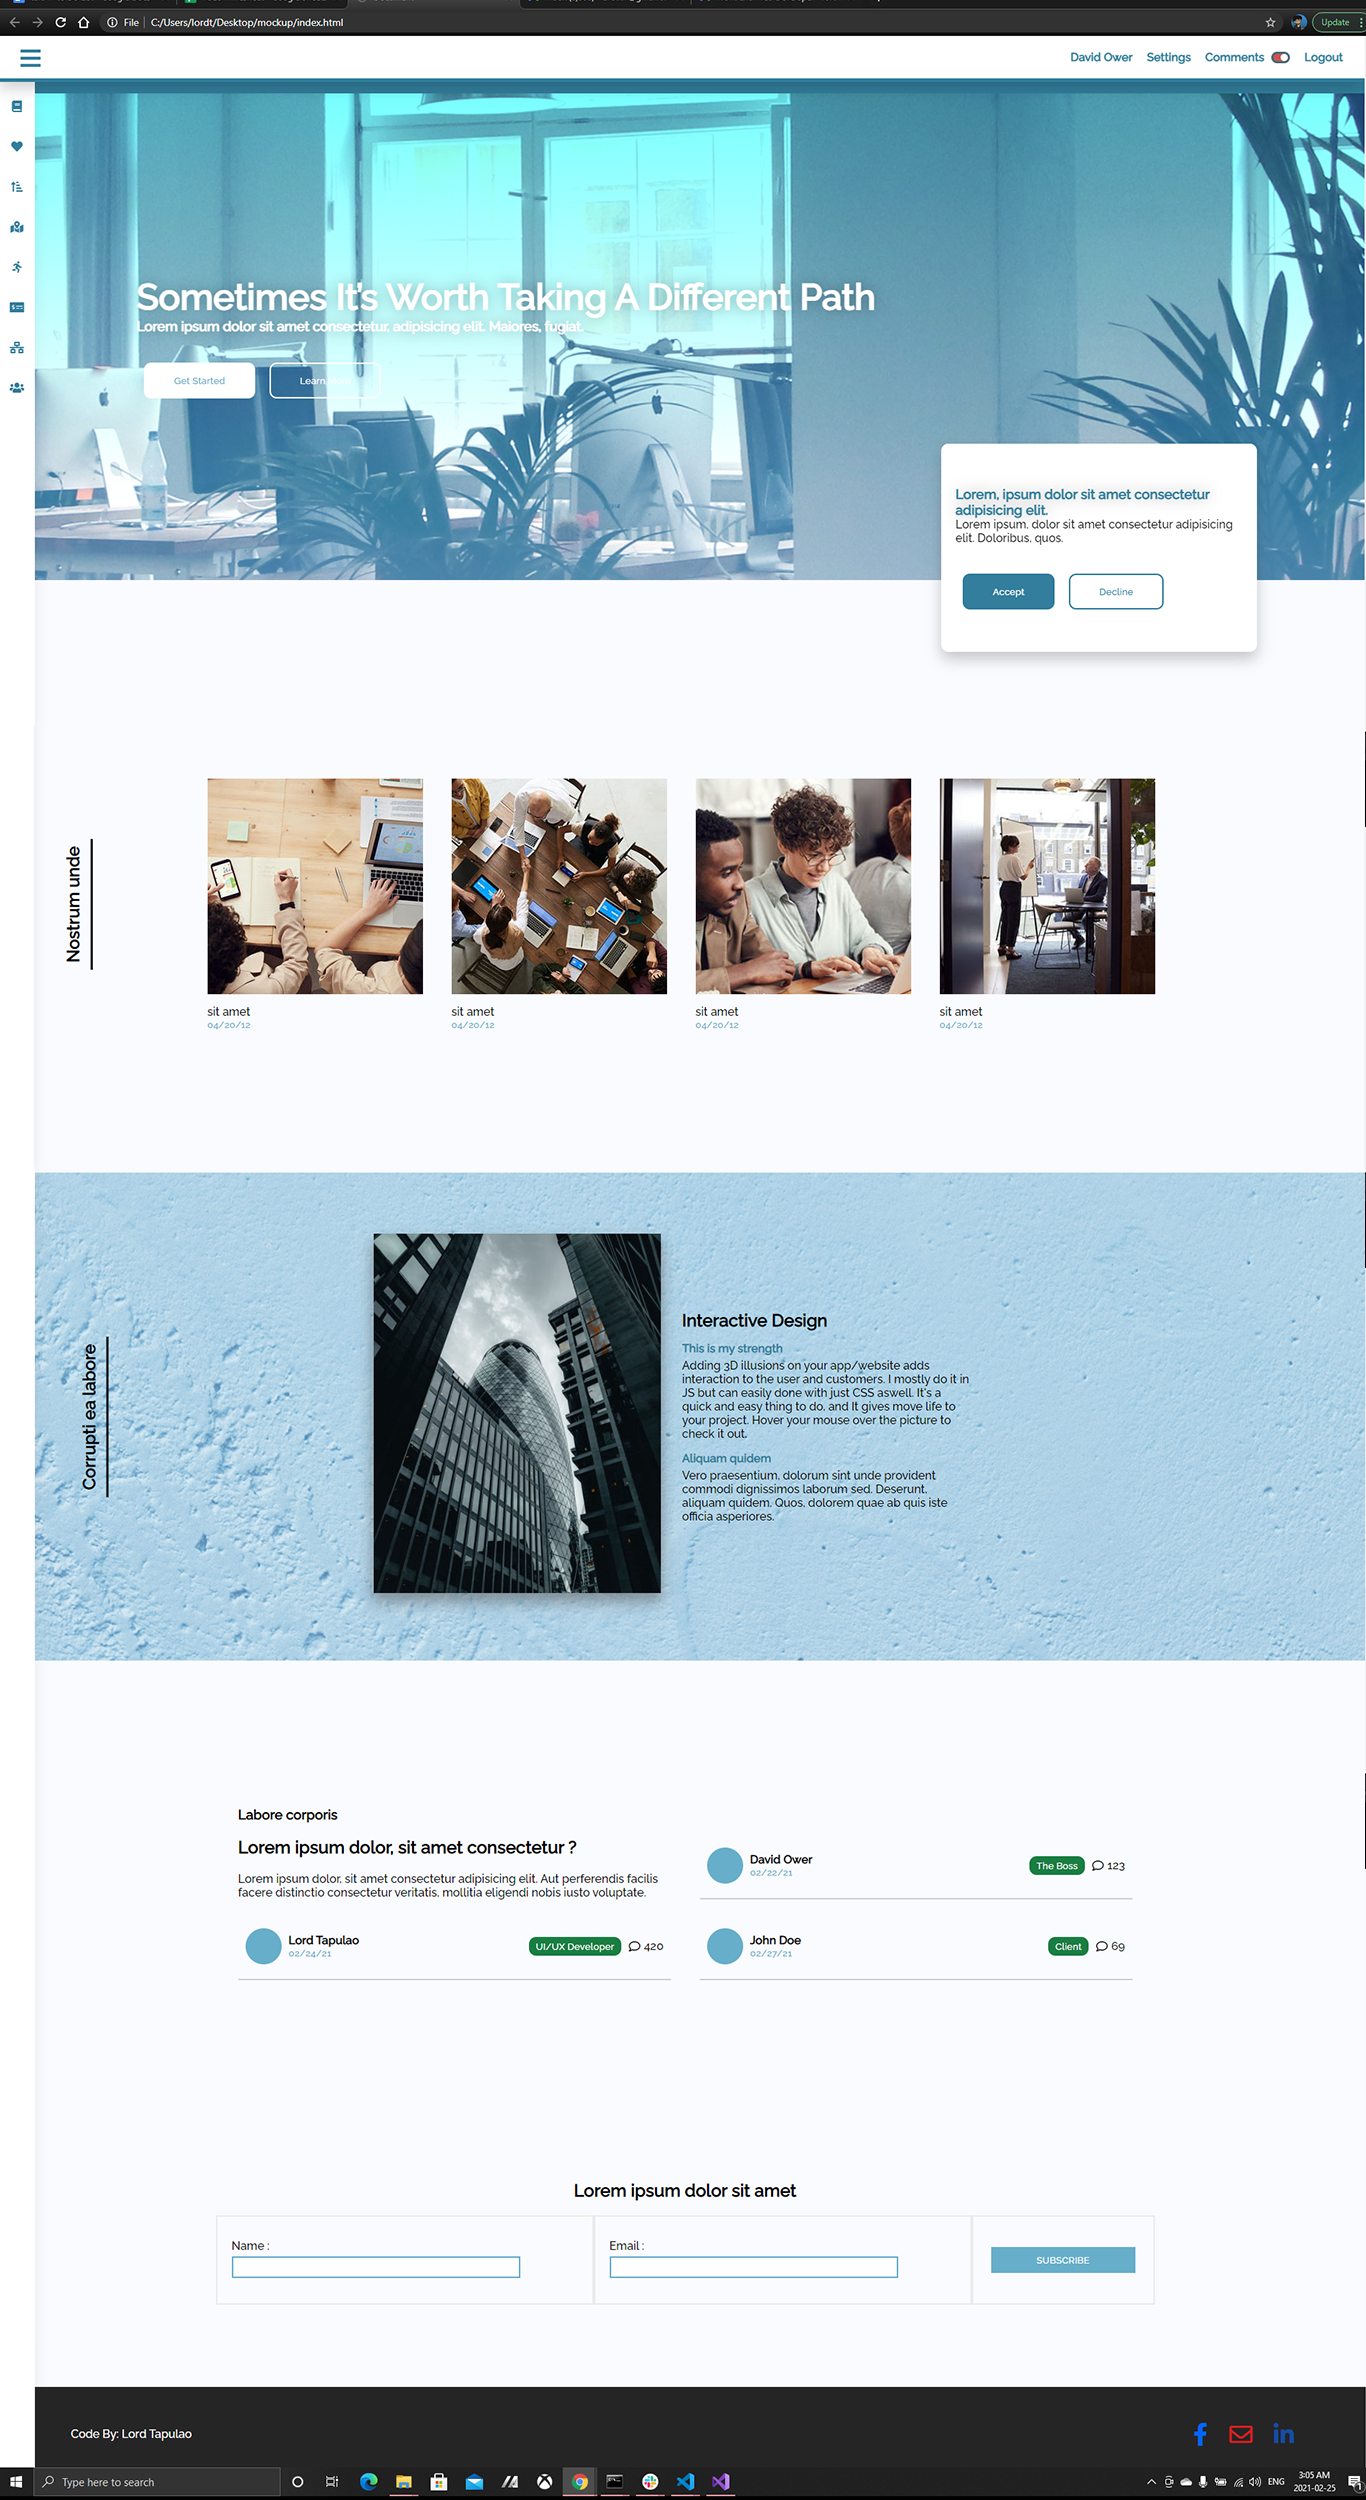 File | C:/Users/lordt/Desktop/mockup/index.html
Update
David Ower Settings Comments Logout
Sometimes It's Worth Taking A Different Path
Lorem ipsum dolor sit amet consectetur, adipisicing elit. Maiores, fugiat.
Get Started Learn More
Lorem, ipsum dolor sit amet consectetur
adipisicing elit.
Lorem ipsum, dolor sit amet consectetur adipisicing
elit. Doloribus, quos.
Accept Decline
Nostrum unde
sit amet
04/20/12
sit amet
04/20/12
sit amet
04/20/12
sit amet
04/20/12
Corrupti ea labore
Interactive Design
This is my strength
Adding 3D illusions on your app/website adds
interaction to the user and customers. I mostly do it in
JS but can easily done with just CSS aswell. It's a
quick and easy thing to do, and It gives move life to
your project. Hover your mouse over the picture to
check it out.
Aliquam quidem
Vero praesentium, dolorum sint unde provident
commodi dignissimos laborum sed. Deserunt,
aliquam quidem. Quos, dolorem quae ab quis iste
officia asperiores.
Labore corporis
Lorem ipsum dolor, sit amet consectetur ?
Lorem ipsum dolor, sit amet consectetur adipisicing elit. Aut perferendis facilis
facere distinctio consectetur veritatis, mollitia eligendi nobis iusto voluptate.
David Ower
02/22/21
The Boss 123
Lord Tapulao
02/24/21
UI/UX Developer 420
John Doe
02/27/21
Client 69
Lorem ipsum dolor sit amet
Name :
Email :
SUBSCRIBE
Code By: Lord Tapulao
Type here to search
ENG
3:05 AM
2021-02-25